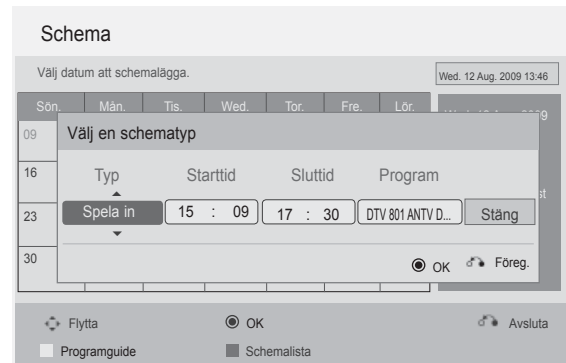 Schema
Välj datum att schemalägga.
Wed. 12 Aug. 2009 13:46
Sön. Mån. Tis. Wed. Tor. Fre. Lör.
09
Välj en schematyp
16
Typ Starttid Sluttid Program
23
Spela in 15 : 09 17 : 30 DTV 801 ANTV D... Stäng
30
OK Föreg.
Flytta OK Avsluta
Programguide Schemalista